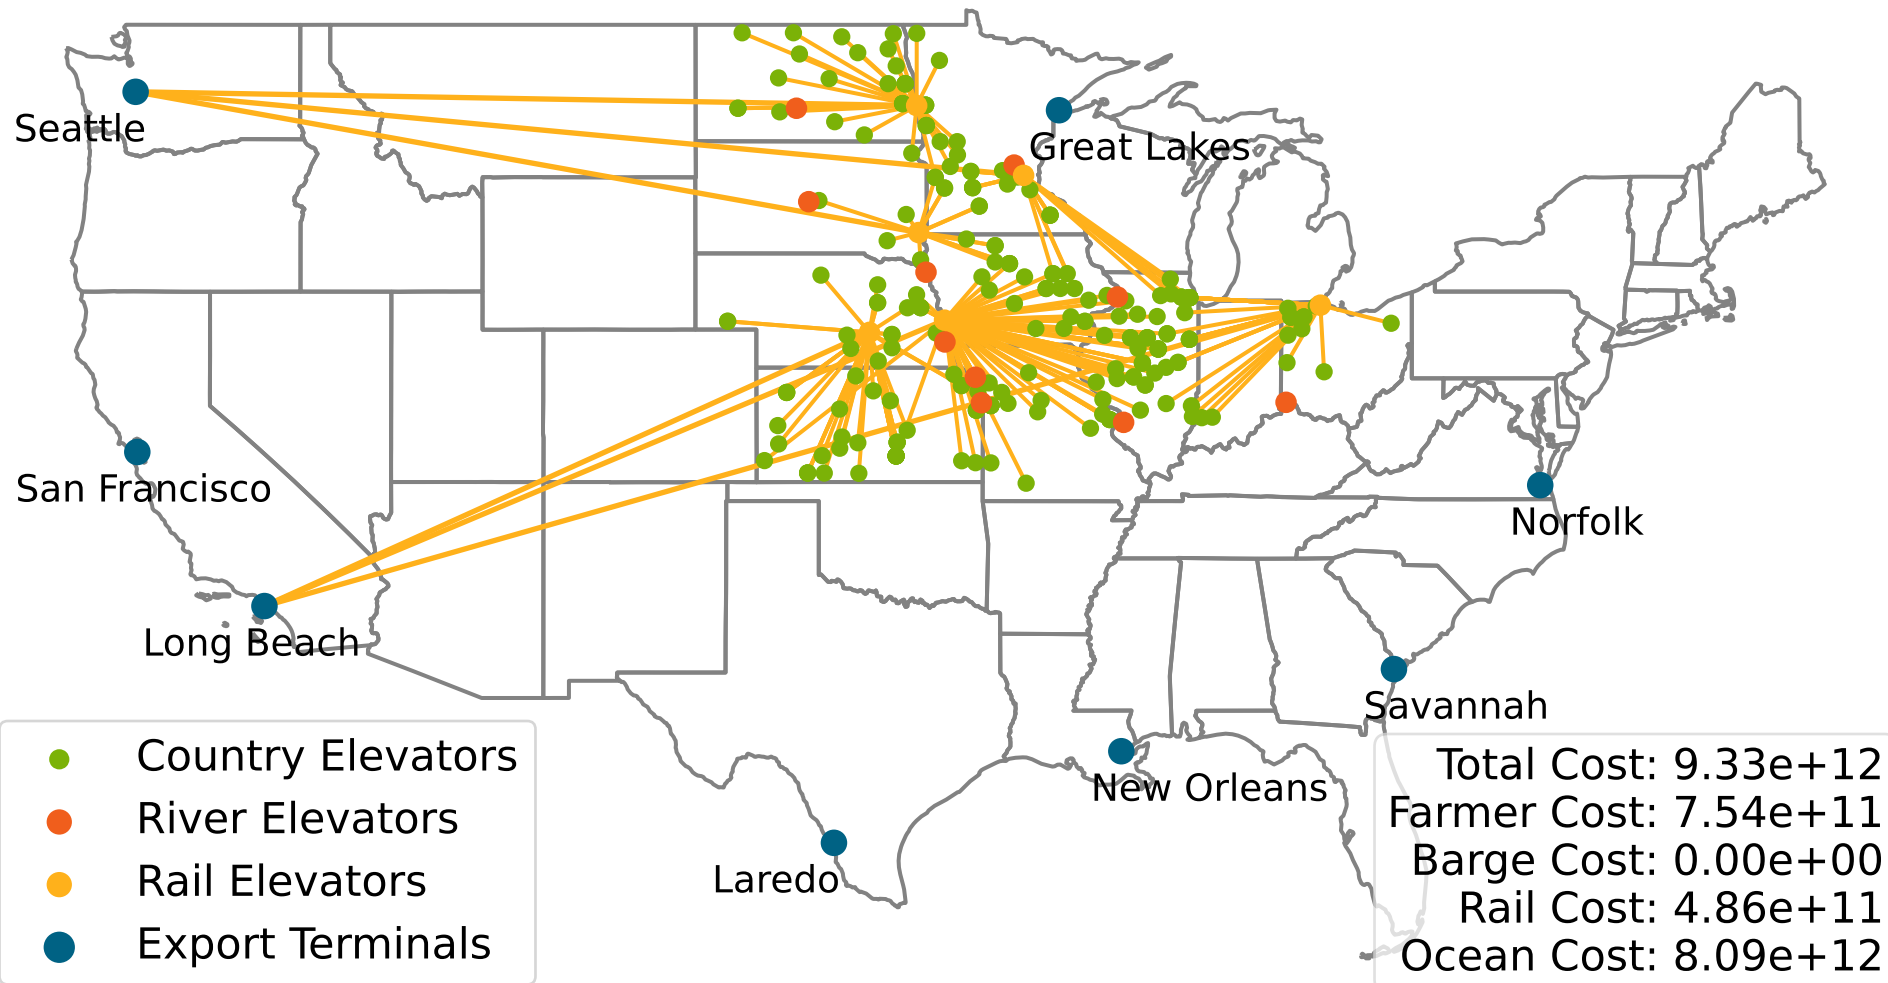 Seattle
Great Lakes
San Francisco
Norfolk
Long Beach
Savannah
New Orleans
Laredo
Country Elevators
River Elevators
Rail Elevators
Export Terminals
Total Cost: 9.33e+12
Farmer Cost: 7.54e+11
Barge Cost: 0.00e+00
Rail Cost: 4.86e+11
Ocean Cost: 8.09e+12